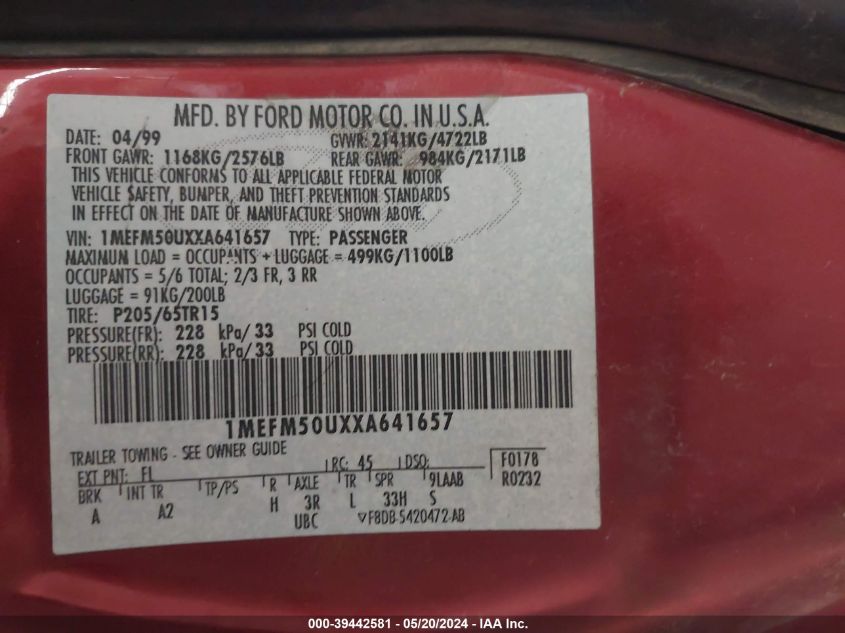 MFD. BY FORD MOTOR CO. IN U.S.A.
DATE: 04/99 GVWR: 2141KG/4722LB
FRONT GAWR: 1168KG/2576LB REAR GAWR: 984KG/2171LB
THIS VEHICLE CONFORMS TO ALL APPLICABLE FEDERAL MOTOR
VEHICLE SAFETY, BUMPER, AND THEFT PREVENTION STANDARDS
IN EFFECT ON THE DATE OF MANUFACTURE SHOWN ABOVE.
VIN: 1MEFM50UXXA641657 TYPE: PASSENGER
MAXIMUM LOAD = OCCUPANTS + LUGGAGE = 499KG/1100LB
OCCUPANTS = 5/6 TOTAL; 2/3 FR, 3 RR
LUGGAGE = 91KG/200LB
TIRE: P205/65TR15
PRESSURE(FR): 228 kPa/ 33 PSI COLD
PRESSURE(RR): 228 kPa/ 33 PSI COLD
1MEFM50UXXA641657
TRAILER TOWING - SEE OWNER GUIDE
EXT PNT: FL RC: 45 DSO: F0178
BRK INT TR TP/PS R AXLE TR SPR 9LAAB R0232
A A2 H 3R L 33H S
UBC ▽F8DB-5420472-AB
000-39442581 / 05/20/2024 - IAA Inc.